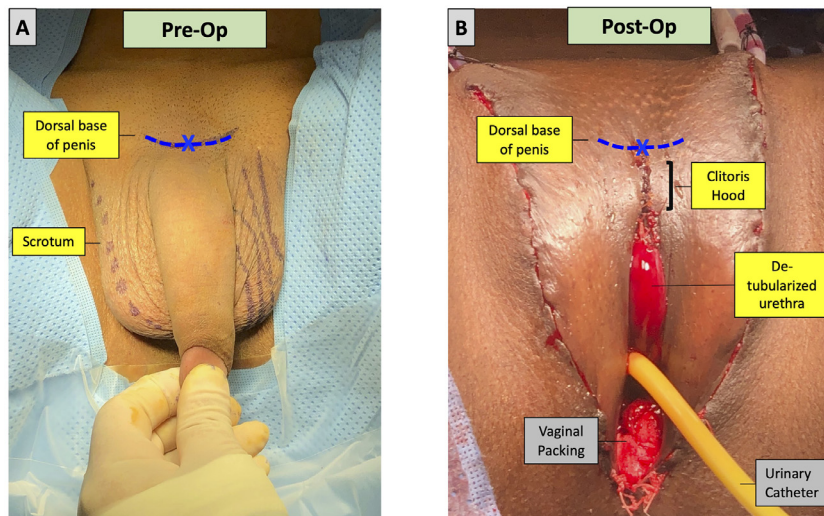 A
Pre-Op
Dorsal base
of penis
Scrotum
B
Post-Op
Dorsal base
of penis
Clitoris
Hood
De-
tubularized
urethra
Vaginal
Packing
Urinary
Catheter